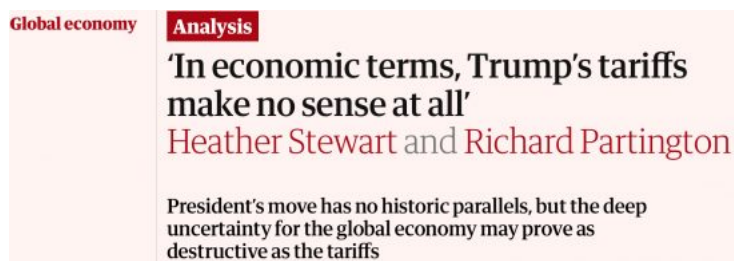 Global economy
Analysis
‘In economic terms, Trump’s tariffs
make no sense at all’
Heather Stewart and Richard Partington
President’s move has no historic parallels, but the deep
uncertainty for the global economy may prove as
destructive as the tariffs